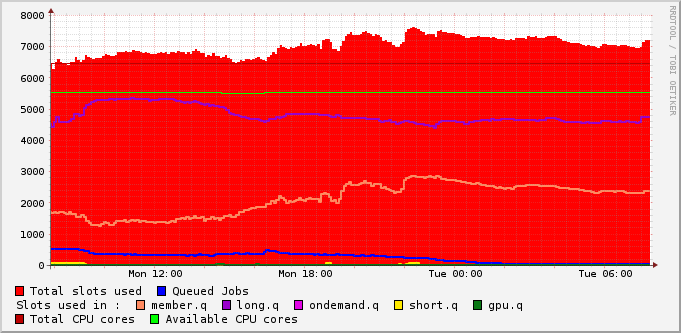 8000
7000
6000
5000
4000
3000
2000
1000
0
Mon 12:00 Mon 18:00 Tue 00:00 Tue 06:00
RRDTOOL / TOBI OETIKER
Total slots used Queued Jobs
Slots used in : member.q long.q ondemand.q short.q gpu.q
Total CPU cores Available CPU cores